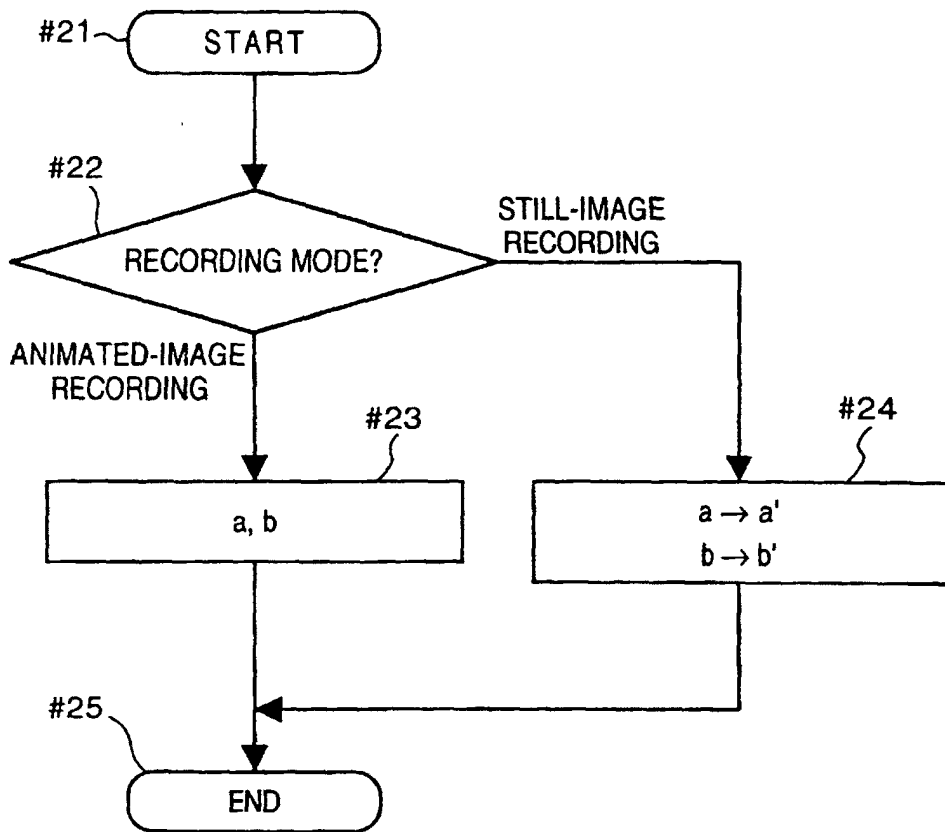 #21
START
#22
RECORDING MODE?
STILL-IMAGE
RECORDING
ANIMATED-IMAGE
RECORDING
#23
a, b
#24
a → a'
b → b'
#25
END